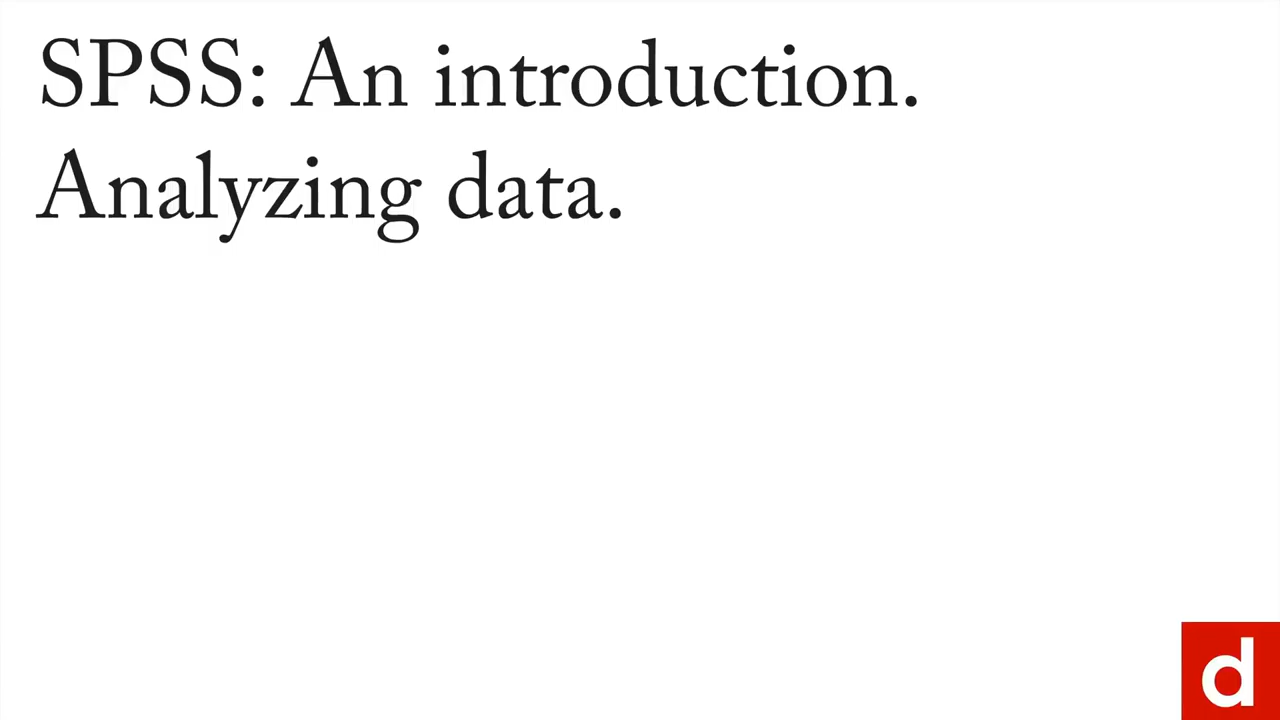 SPSS: An introduction.
Analyzing data.
d